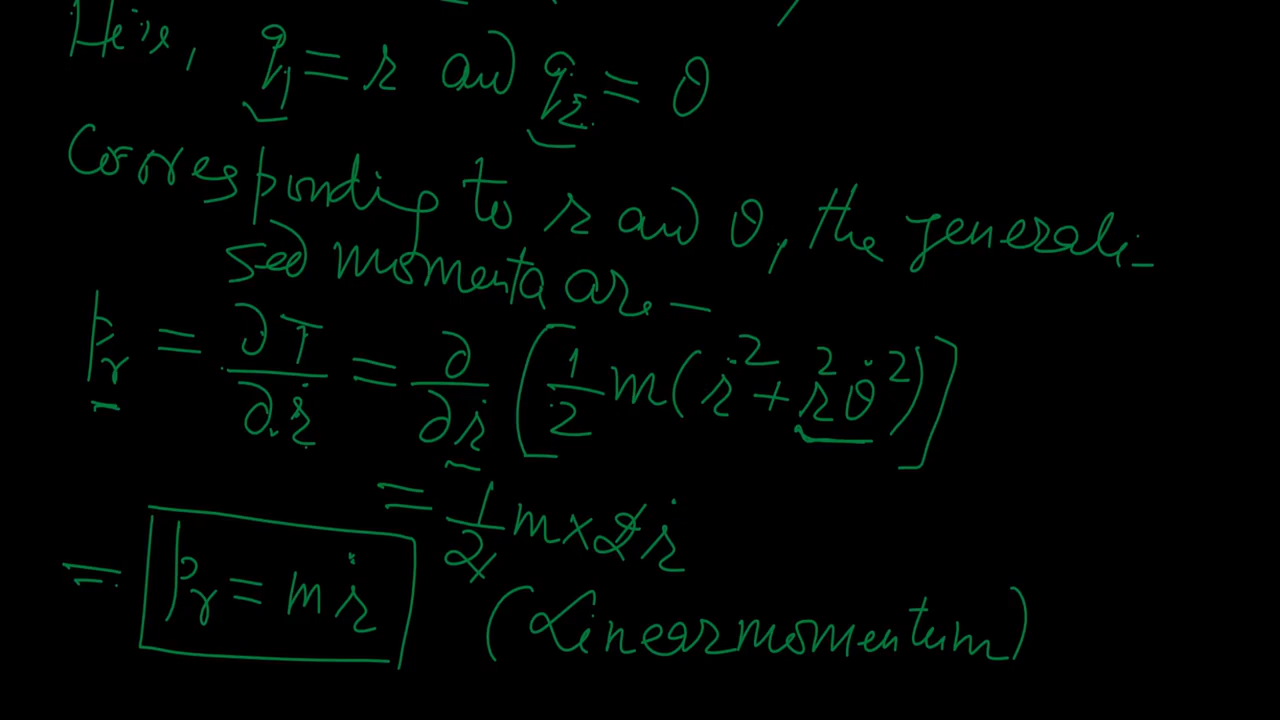 Here, q₁ = r and q₂ = θ
Corresponding to r and θ, the generali-
sed momenta are –
p_r = ∂T/∂ṙ = ∂/∂ṙ [1/2 m(ṙ² + r²θ̇²)]
= 1/2 m × 2ṙ
= p_r = mṙ (Linear momentum)